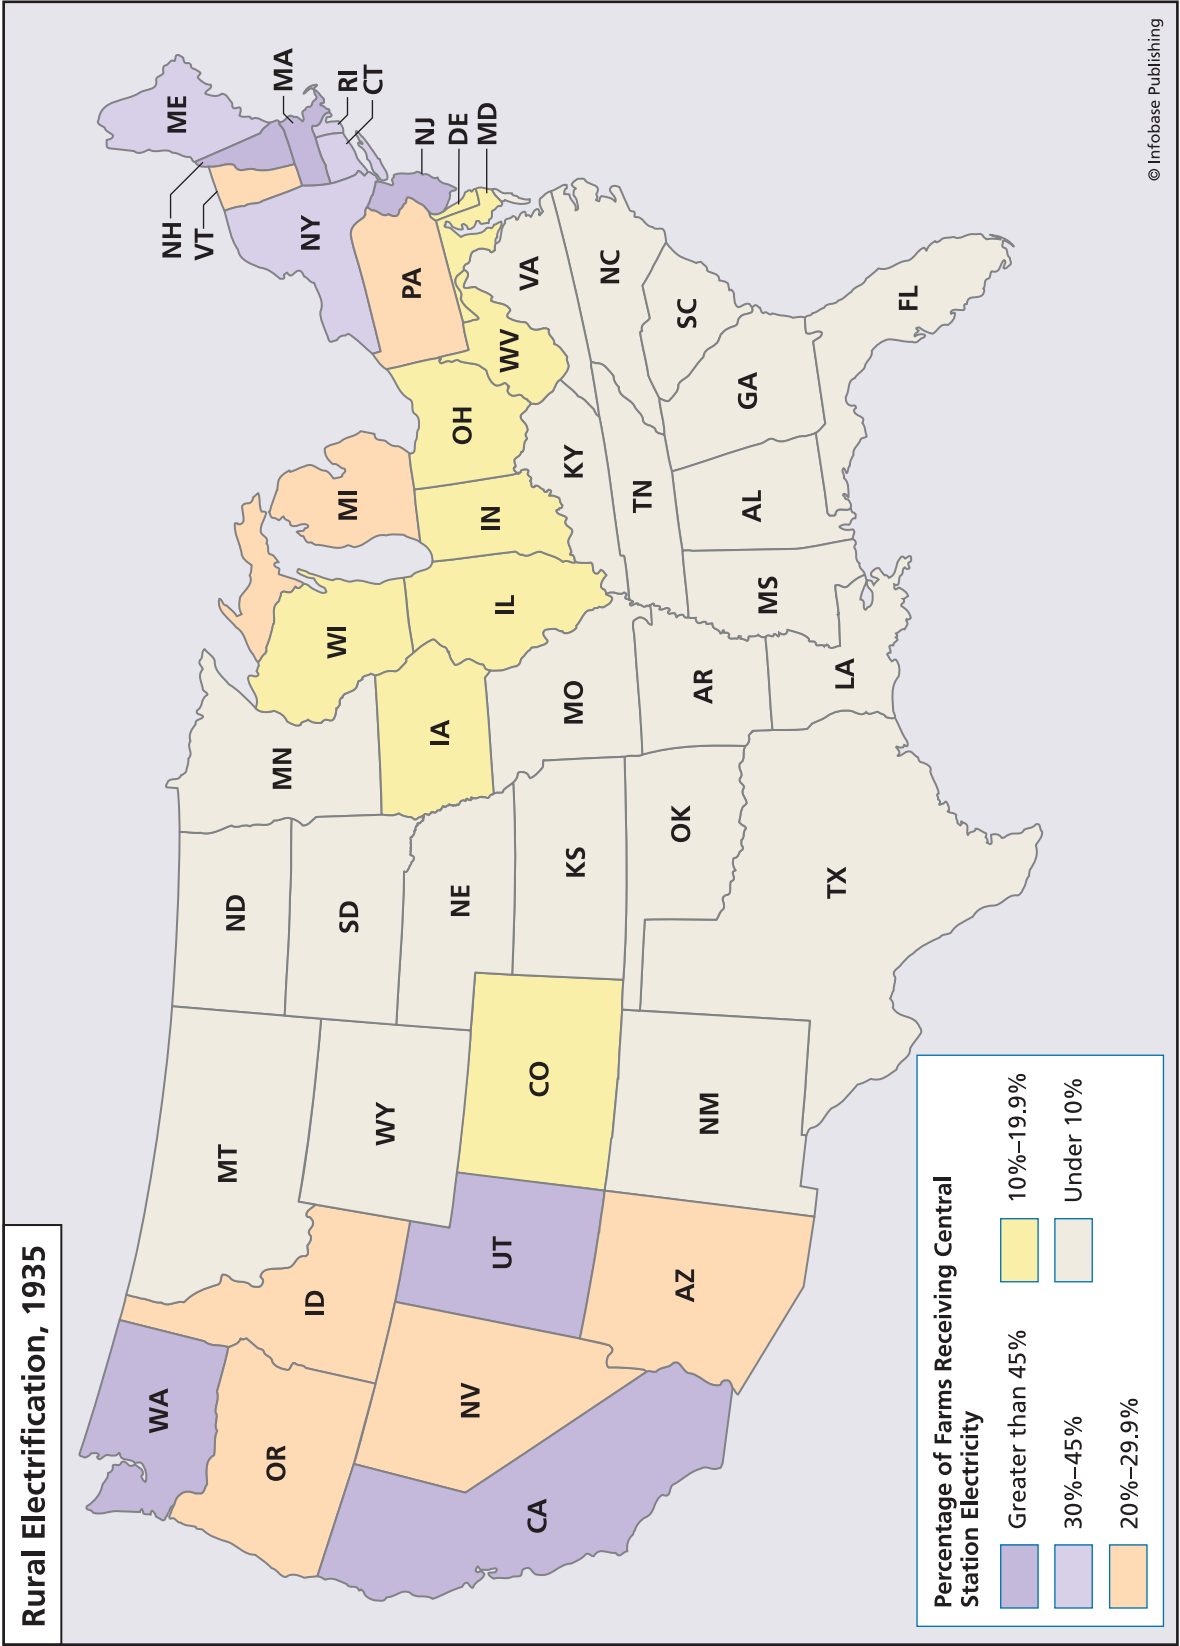 Rural Electrification, 1935
WA
OR
CA
ID
NV
UT
AZ
MT
WY
CO
NM
ND
SD
NE
KS
OK
TX
MN
IA
MO
AR
LA
WI
IL
MS
MI
IN
OH
KY
TN
AL
GA
FL
SC
NC
VA
WV
PA
NY
VT
NH
ME
MA
RI
CT
NJ
DE
MD
Percentage of Farms Receiving Central
Station Electricity
Greater than 45%
30%–45%
20%–29.9%
10%–19.9%
Under 10%
© Infobase Publishing